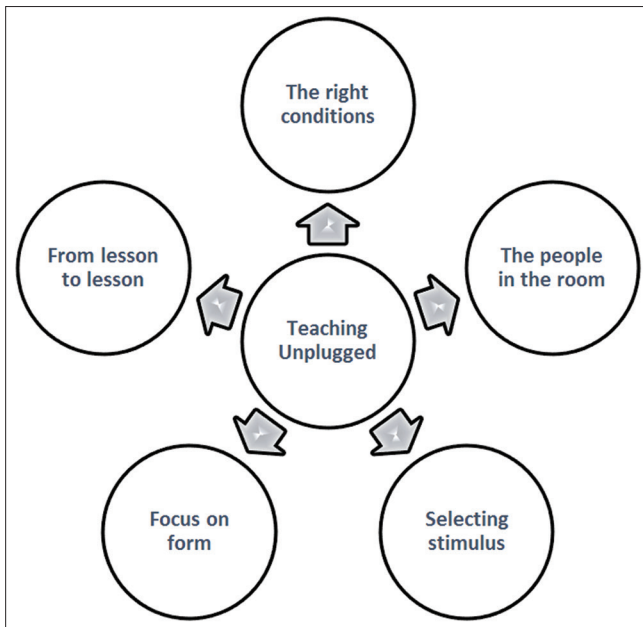 The right
conditions
From lesson
to lesson
The people
in the room
Teaching
Unplugged
Focus on
form
Selecting
stimulus